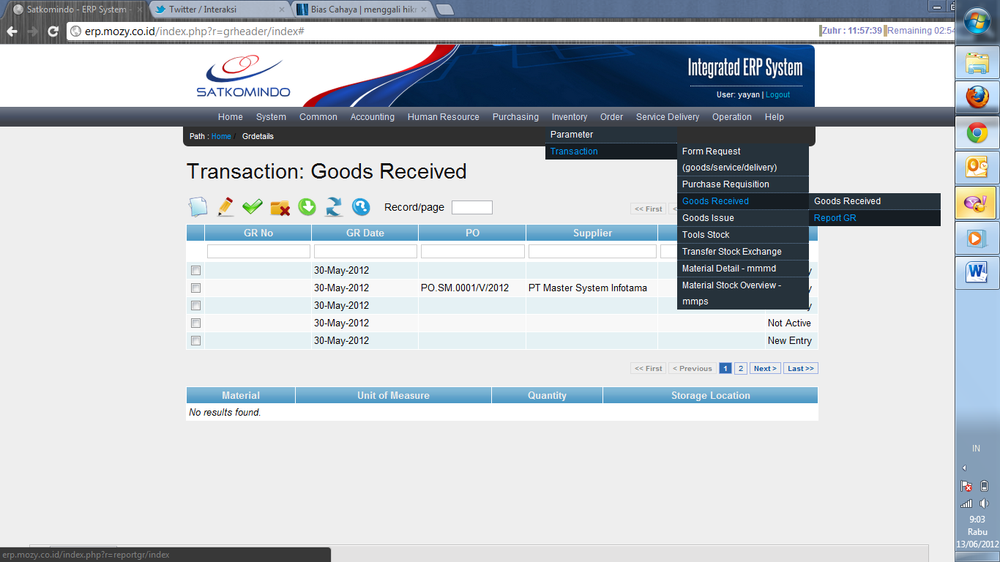 Satkomindo - ERP System -
Twitter / Interaksi
Bias Cahaya | menggali hikm
erp.mozy.co.id/index.php?r=grheader/index#
Zuhr : 11:57:39
Remaining 02:54
SATKOMINDO
Integrated ERP System
User: yayan | Logout
Home System Common Accounting Human Resource Purchasing Inventory Order Service Delivery Operation Help
Path : Home / Grdetails
Parameter
Transaction
Form Request
(goods/service/delivery)
Purchase Requisition
Goods Received
Goods Issue
Tools Stock
Transfer Stock Exchange
Material Detail - mmmd
Material Stock Overview -
mmps
Goods Received
Report GR
Transaction: Goods Received
Record/page
<< First <
GR No GR Date PO Supplier
30-May-2012
30-May-2012 PO.SM.0001/V/2012 PT Master System Infotama
30-May-2012
30-May-2012 Not Active
30-May-2012 New Entry
<< First < Previous 1 2 Next > Last >>
Material Unit of Measure Quantity Storage Location
No results found.
erp.mozy.co.id/index.php?r=reportgr/index
IN
9:03
Rabu
13/06/2012